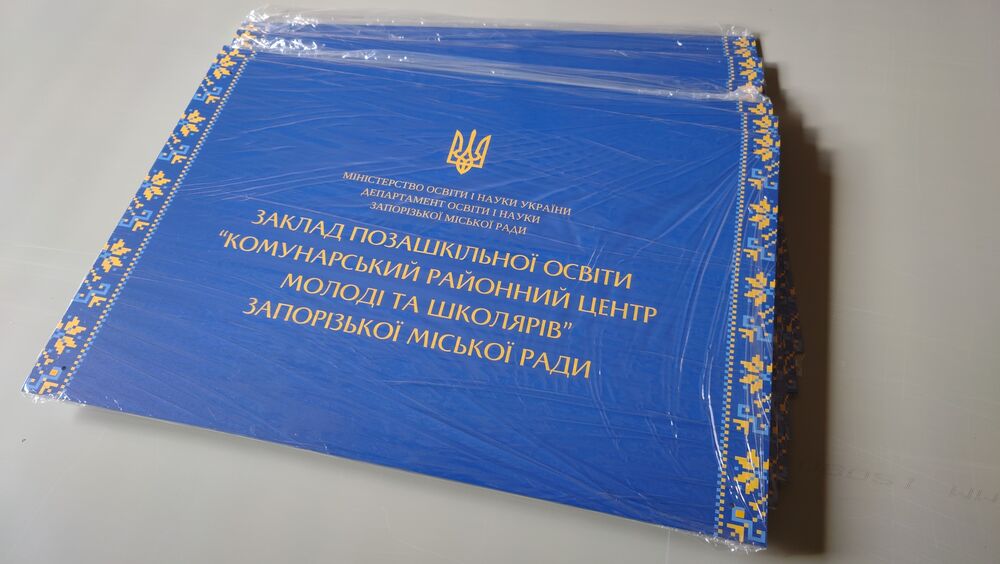 МІНІСТЕРСТВО ОСВІТИ І НАУКИ УКРАЇНИ
ДЕПАРТАМЕНТ ОСВІТИ І НАУКИ
ЗАПОРІЗЬКОЇ МІСЬКОЇ РАДИ
ЗАКЛАД ПОЗАШКІЛЬНОЇ ОСВІТИ
“КОМУНАРСЬКИЙ РАЙОННИЙ ЦЕНТР
МОЛОДІ ТА ШКОЛЯРІВ”
ЗАПОРІЗЬКОЇ МІСЬКОЇ РАДИ